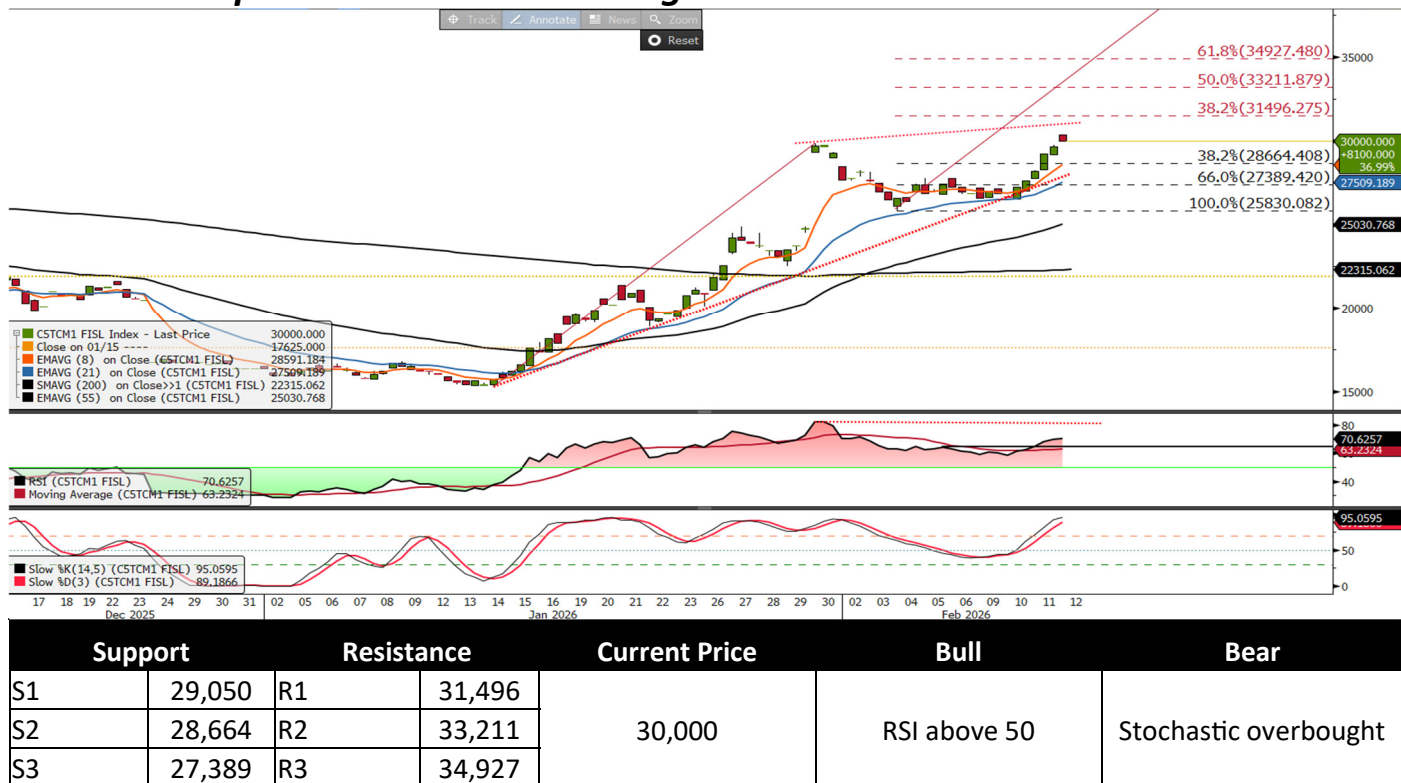 Track Annotate News Zoom
Reset
61.8%(34927.480)
50.0%(33211.879)
38.2%(31496.275)
38.2%(28664.408)
66.0%(27389.420)
100.0%(25830.082)
35000
30000.000
+8100.000
36.99%
27509.189
25030.768
22315.062
20000
15000
C5TCM1 FISL Index - Last Price 30000.000
Close on 01/15 ---- 17625.000
EMAVG (8) on Close (C5TCM1 FISL) 28591.184
EMAVG (21) on Close (C5TCM1 FISL) 27509.189
SMAVG (200) on Close>>1 (C5TCM1 FISL) 22315.062
EMAVG (55) on Close (C5TCM1 FISL) 25030.768
80
70.6257
63.2324
40
RSI (C5TCM1 FISL) 70.6257
Moving Average (C5TCM1 FISL) 63.2324
95.0595
50
0
Slow %K(14,5) (C5TCM1 FISL) 95.0595
Slow %D(3) (C5TCM1 FISL) 89.1866
17 18 19 22 23 24 29 30 31 02 05 06 07 08 09 12 13 14 15 16 19 20 21 22 23 26 27 28 29 30 02 03 04 05 06 09 10 11 12
Dec 2025 Jan 2026 Feb 2026
Support Resistance Current Price Bull Bear
S1 29,050 R1 31,496
S2 28,664 R2 33,211 30,000 RSI above 50 Stochastic overbought
S3 27,389 R3 34,927